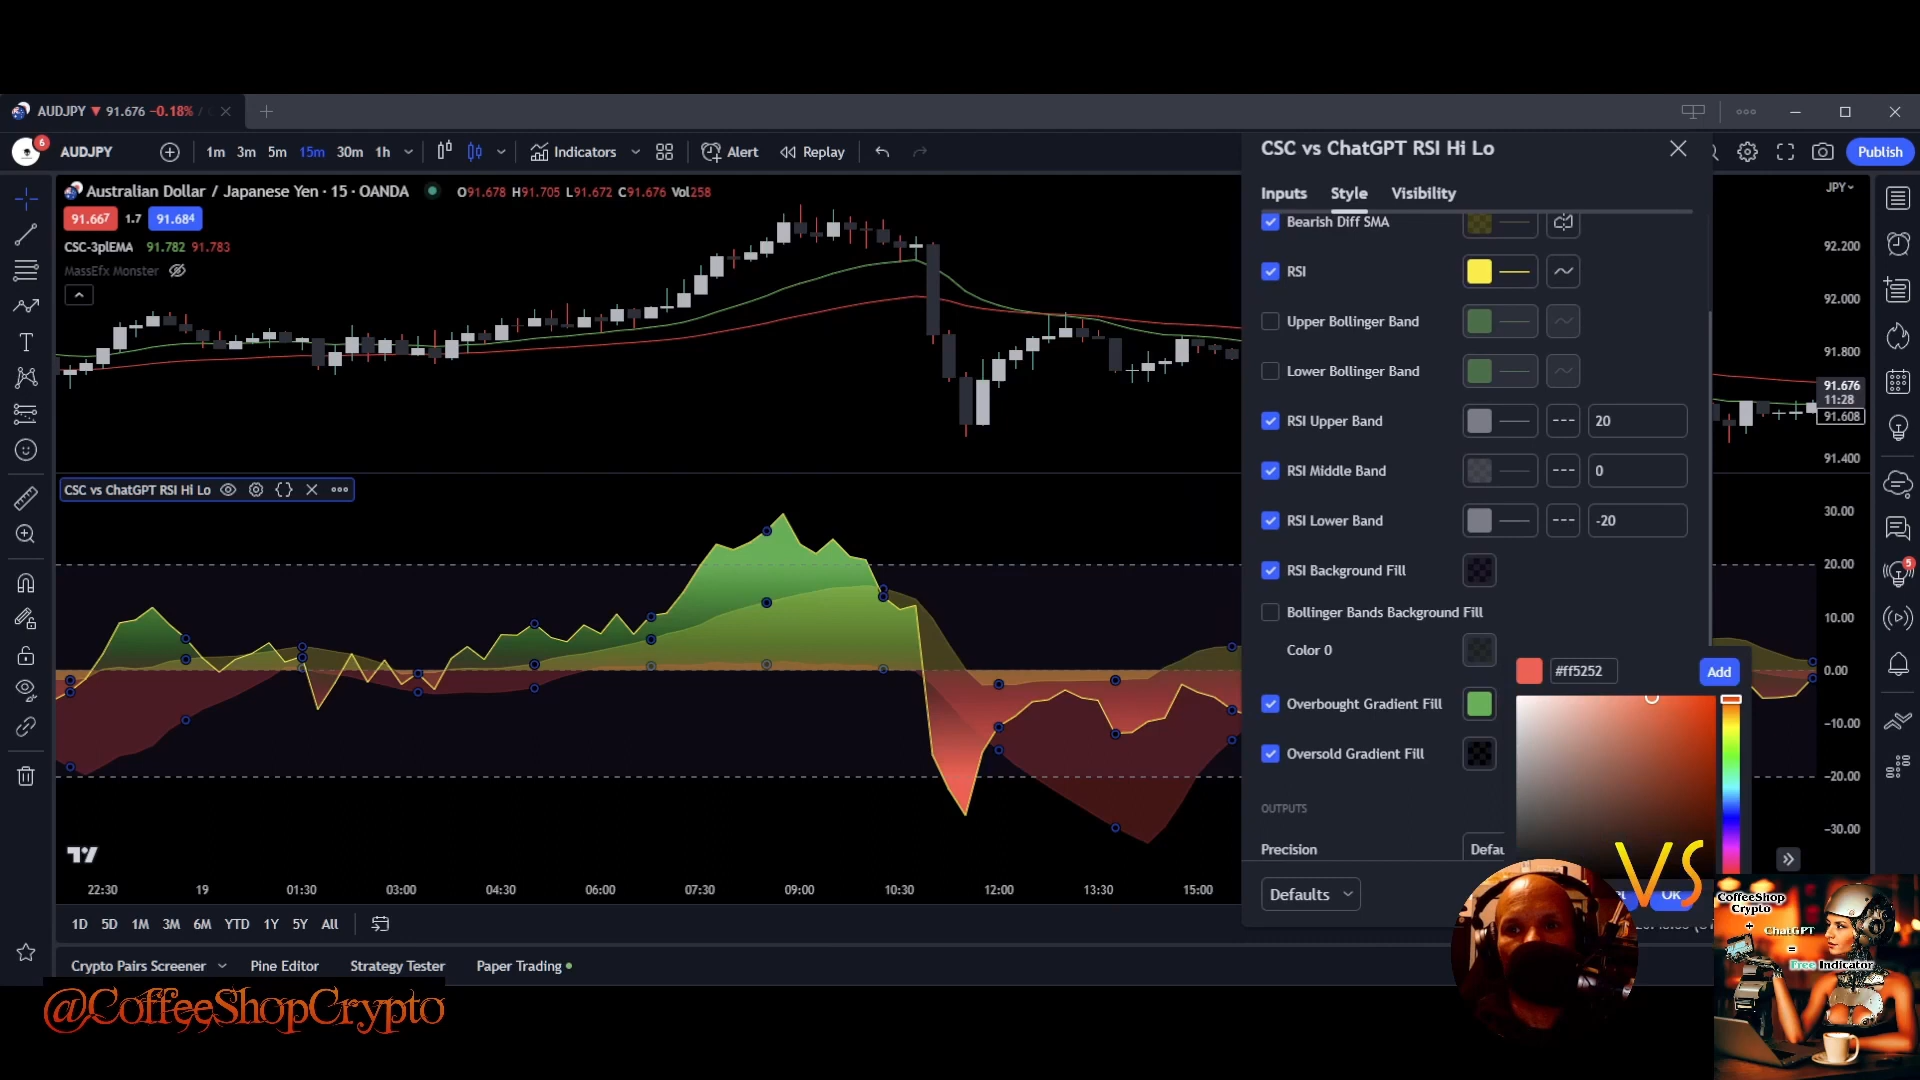 AUDJPY ▼ 91.676 −0.18% /
6
AUDJPY
1m 3m 5m 15m 30m 1h
Indicators
Alert
Replay
Publish
Australian Dollar / Japanese Yen · 15 · OANDA
O91.678 H91.705 L91.672 C91.676 Vol258
JPY
91.667 1.7 91.684
CSC-3plEMA 91.782 91.783
MassEfx Monster
92.200
92.000
91.800
91.676
11:28
91.608
91.400
CSC vs ChatGPT RSI Hi Lo
30.00
20.00
10.00
0.00
−10.00
−20.00
−30.00
5
22:30 19 01:30 03:00 04:30 06:00 07:30 09:00 10:30 12:00 13:30 15:00
1D 5D 1M 3M 6M YTD 1Y 5Y All
Crypto Pairs Screener Pine Editor Strategy Tester Paper Trading
CSC vs ChatGPT RSI Hi Lo
Inputs Style Visibility
Bearish Diff SMA
RSI
Upper Bollinger Band
Lower Bollinger Band
RSI Upper Band 20
RSI Middle Band 0
RSI Lower Band -20
RSI Background Fill
Bollinger Bands Background Fill
Color 0
#ff5252 Add
Overbought Gradient Fill
Oversold Gradient Fill
OUTPUTS
Precision Defau
Defaults
OK
VS
CoffeeShop
Crypto
+
ChatGPT
=
Free Indicator
@CoffeeShopCrypto